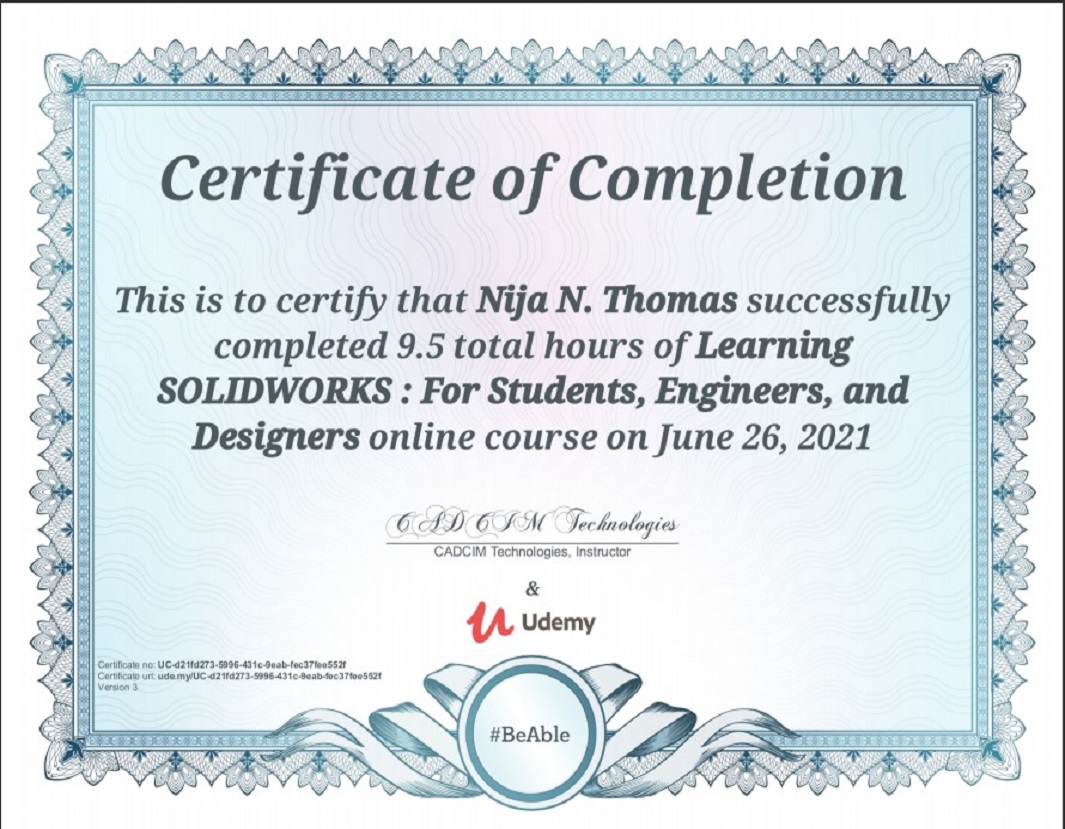 Certificate of Completion
This is to certify that Nija N. Thomas successfully
completed 9.5 total hours of Learning
SOLIDWORKS : For Students, Engineers, and
Designers online course on June 26, 2021
CADCIM Technologies
CADCIM Technologies, Instructor
&
Udemy
Certificate no: UC-d21fd273-5996-431c-9eab-fec37fee552f
Certificate url: ude.my/UC-d21fd273-5996-431c-9eab-fec37fee552f
Version 3
#BeAble